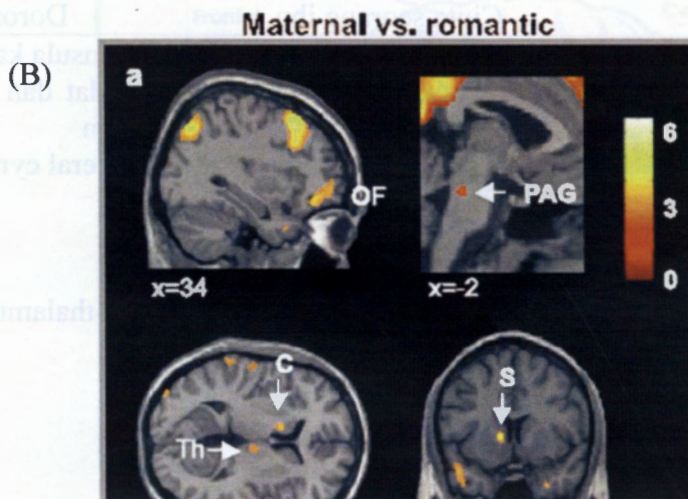 Maternal vs. romantic
(B)
a
OF
PAG
6
3
0
x=34
x=-2
C
Th
S